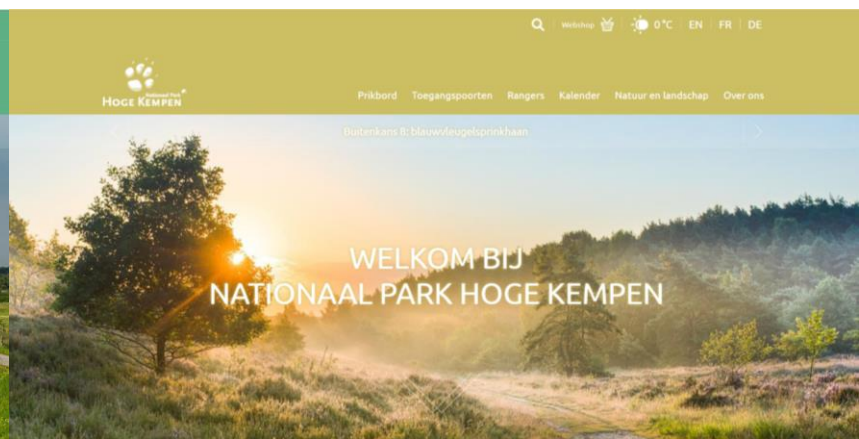 Webshop 0°C EN FR DE
Nationaal Park
HOGE KEMPEN
Prikbord Toegangspoorten Rangers Kalender Natuur en landschap Over ons
Buitenkans 8: blauwvleugelsprinkhaan
WELKOM BIJ
NATIONAAL PARK HOGE KEMPEN